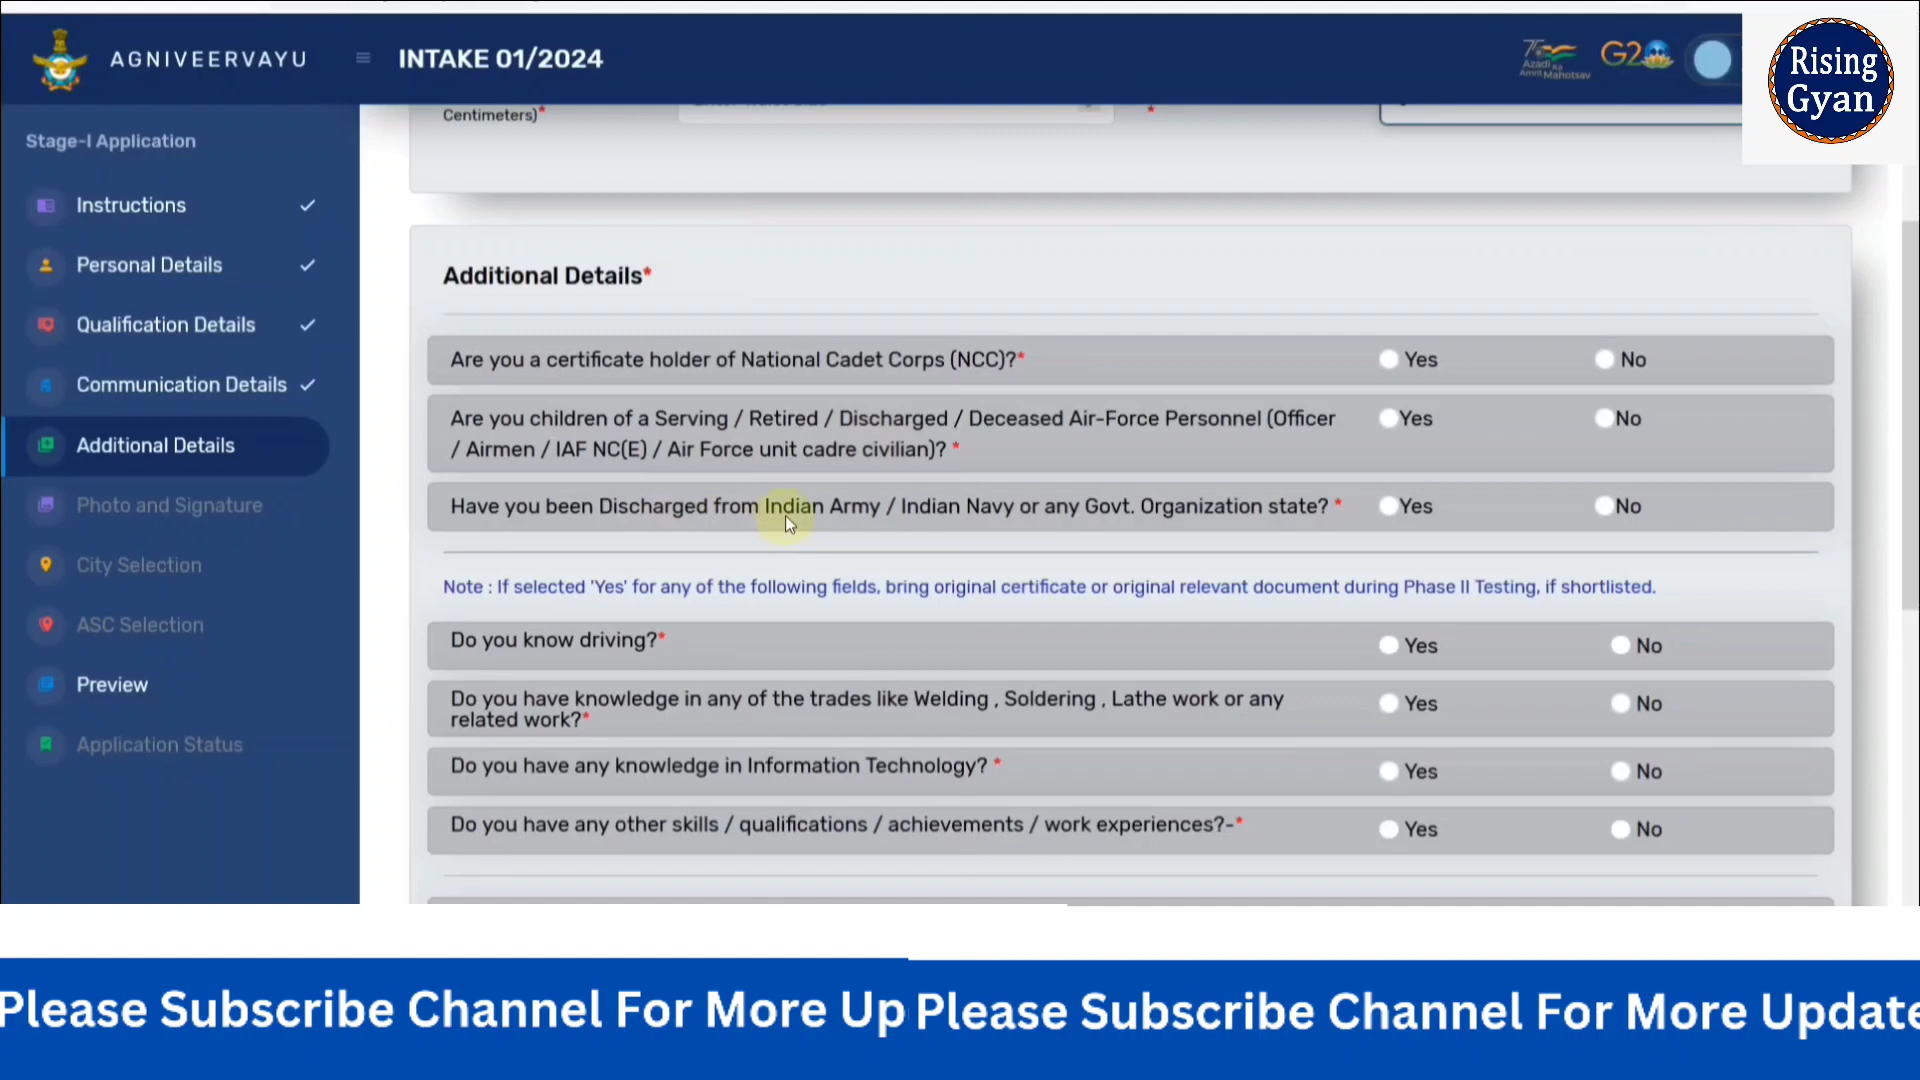 AGNIVEERVAYU
INTAKE 01/2024
Azadi Ka
Amrit Mahotsav
G20
Rising
Gyan
Stage-I Application
Instructions
Personal Details
Qualification Details
Communication Details
Additional Details
Photo and Signature
City Selection
ASC Selection
Preview
Application Status
Centimeters)*
*
Additional Details*
Are you a certificate holder of National Cadet Corps (NCC)?* Yes No
Are you children of a Serving / Retired / Discharged / Deceased Air-Force Personnel (Officer Yes No
/ Airmen / IAF NC(E) / Air Force unit cadre civilian)? *
Have you been Discharged from Indian Army / Indian Navy or any Govt. Organization state? * Yes No
Note : If selected 'Yes' for any of the following fields, bring original certificate or original relevant document during Phase II Testing, if shortlisted.
Do you know driving?* Yes No
Do you have knowledge in any of the trades like Welding , Soldering , Lathe work or any Yes No
related work?*
Do you have any knowledge in Information Technology? * Yes No
Do you have any other skills / qualifications / achievements / work experiences?-* Yes No
Please Subscribe Channel For More Up Please Subscribe Channel For More Update